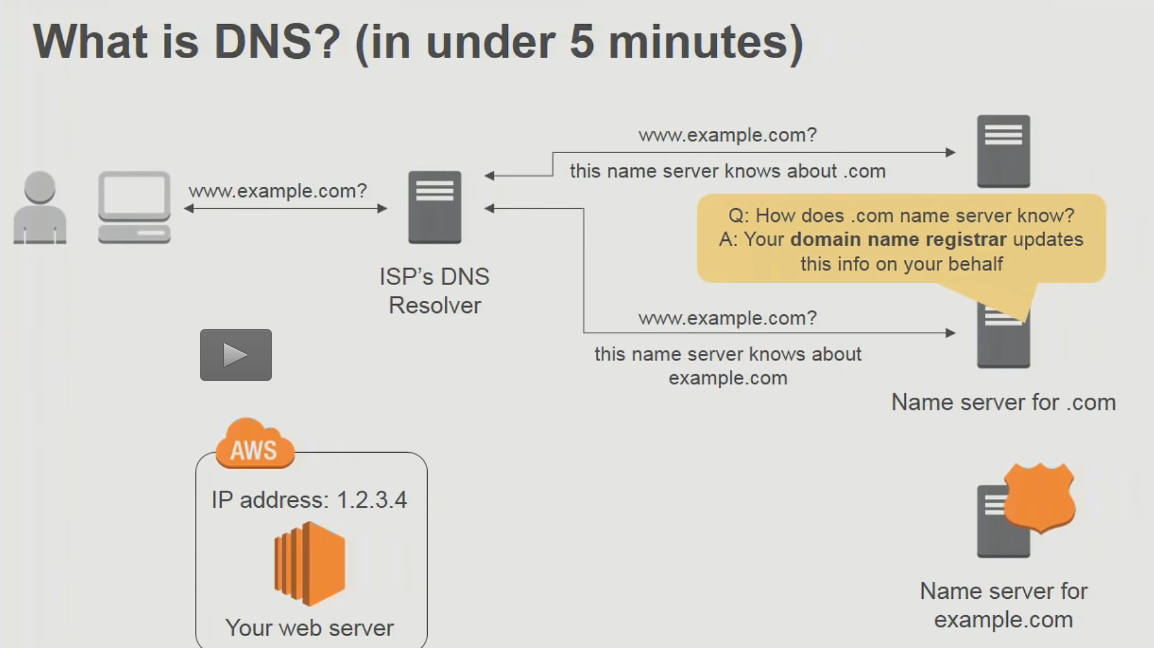 What is DNS? (in under 5 minutes)
www.example.com?
www.example.com?
this name server knows about .com
ISP's DNS
Resolver
Q: How does .com name server know?
A: Your domain name registrar updates
this info on your behalf
www.example.com?
this name server knows about
example.com
Name server for .com
AWS
IP address: 1.2.3.4
Your web server
Name server for
example.com